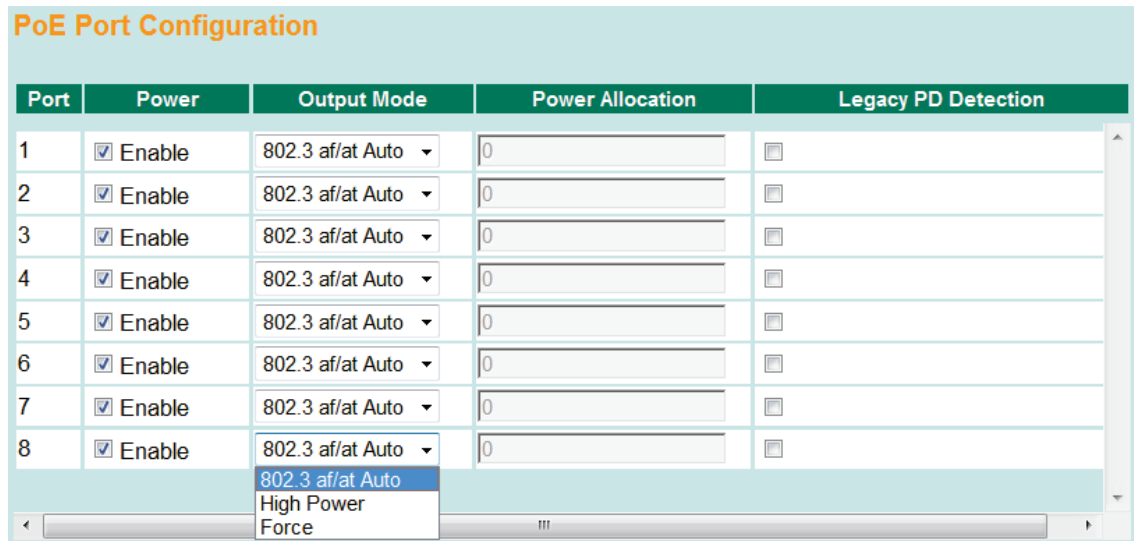 PoE Port Configuration
Port Power Output Mode Power Allocation Legacy PD Detection
1 Enable 802.3 af/at Auto 0
2 Enable 802.3 af/at Auto 0
3 Enable 802.3 af/at Auto 0
4 Enable 802.3 af/at Auto 0
5 Enable 802.3 af/at Auto 0
6 Enable 802.3 af/at Auto 0
7 Enable 802.3 af/at Auto 0
8 Enable 802.3 af/at Auto 0
802.3 af/at Auto
High Power
Force